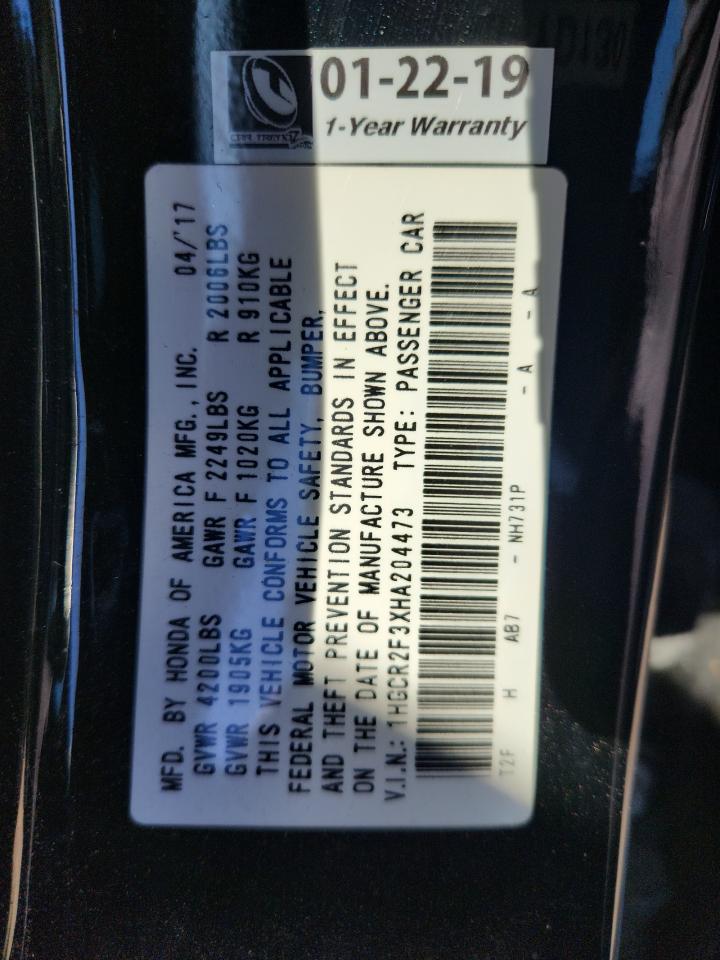 01-22-19
1-Year Warranty
MFD. BY HONDA OF AMERICA MFG., INC. 04/'17
GVWR 4200LBS GAWR F 2249LBS R 2006LBS
GVWR 1905KG GAWR F 1020KG R 910KG
THIS VEHICLE CONFORMS TO ALL APPLICABLE
FEDERAL MOTOR VEHICLE SAFETY, BUMPER,
AND THEFT PREVENTION STANDARDS IN EFFECT
ON THE DATE OF MANUFACTURE SHOWN ABOVE.
V.I.N.: 1HGCR2F3XHA204473 TYPE: PASSENGER CAR
T2F H AB7 - NH731P - A - A